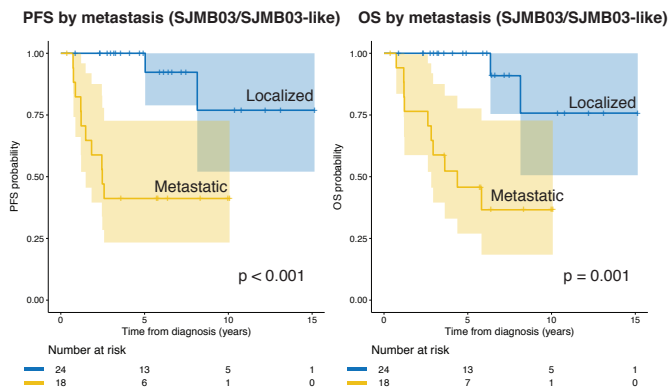 PFS by metastasis (SJMB03/SJMB03-like)
1.00
0.75
0.50
0.25
0.00
PFS probability
Localized
Metastatic
p < 0.001
0 5 10 15
Time from diagnosis (years)
Number at risk
24 13 5 1
18 6 1 0
OS by metastasis (SJMB03/SJMB03-like)
1.00
0.75
0.50
0.25
0.00
OS probability
Localized
Metastatic
p = 0.001
0 5 10 15
Time from diagnosis (years)
Number at risk
24 13 5 1
18 7 1 0